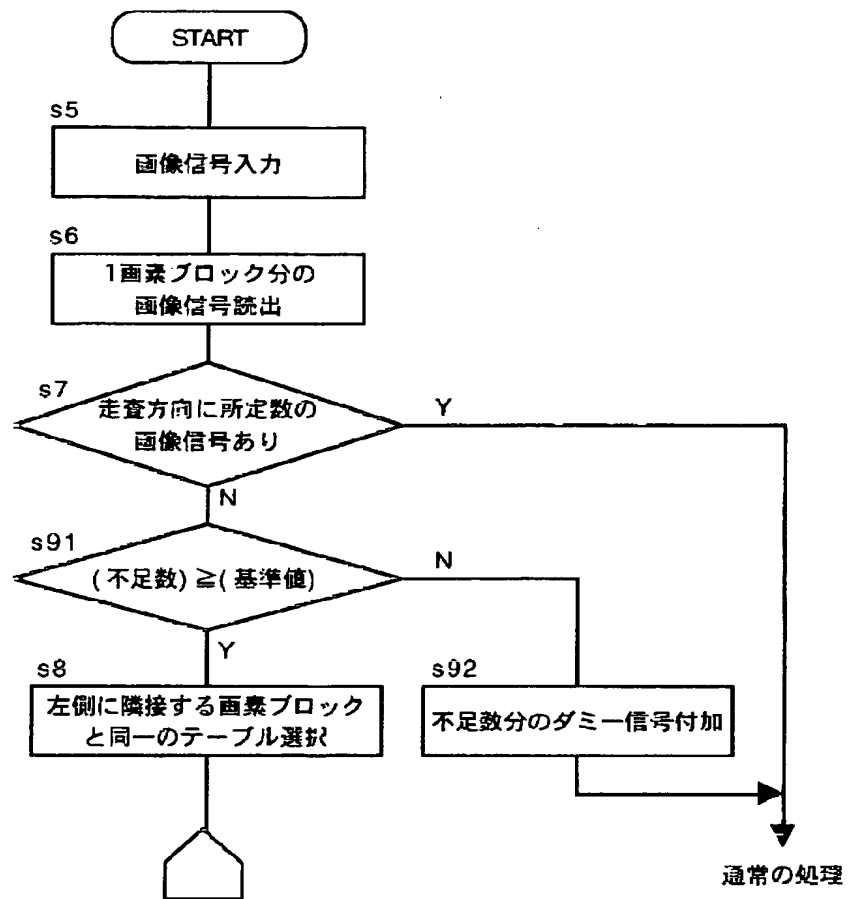 START
s5
画像信号入力
s6
1画素ブロック分の
画像信号読出
s7
走査方向に所定数の
画像信号あり
Y
N
s91
(不足数)≧(基準値)
N
Y
s8
左側に隣接する画素ブロック
と同一のテーブル選択
s92
不足数分のダミー信号付加
通常の処理